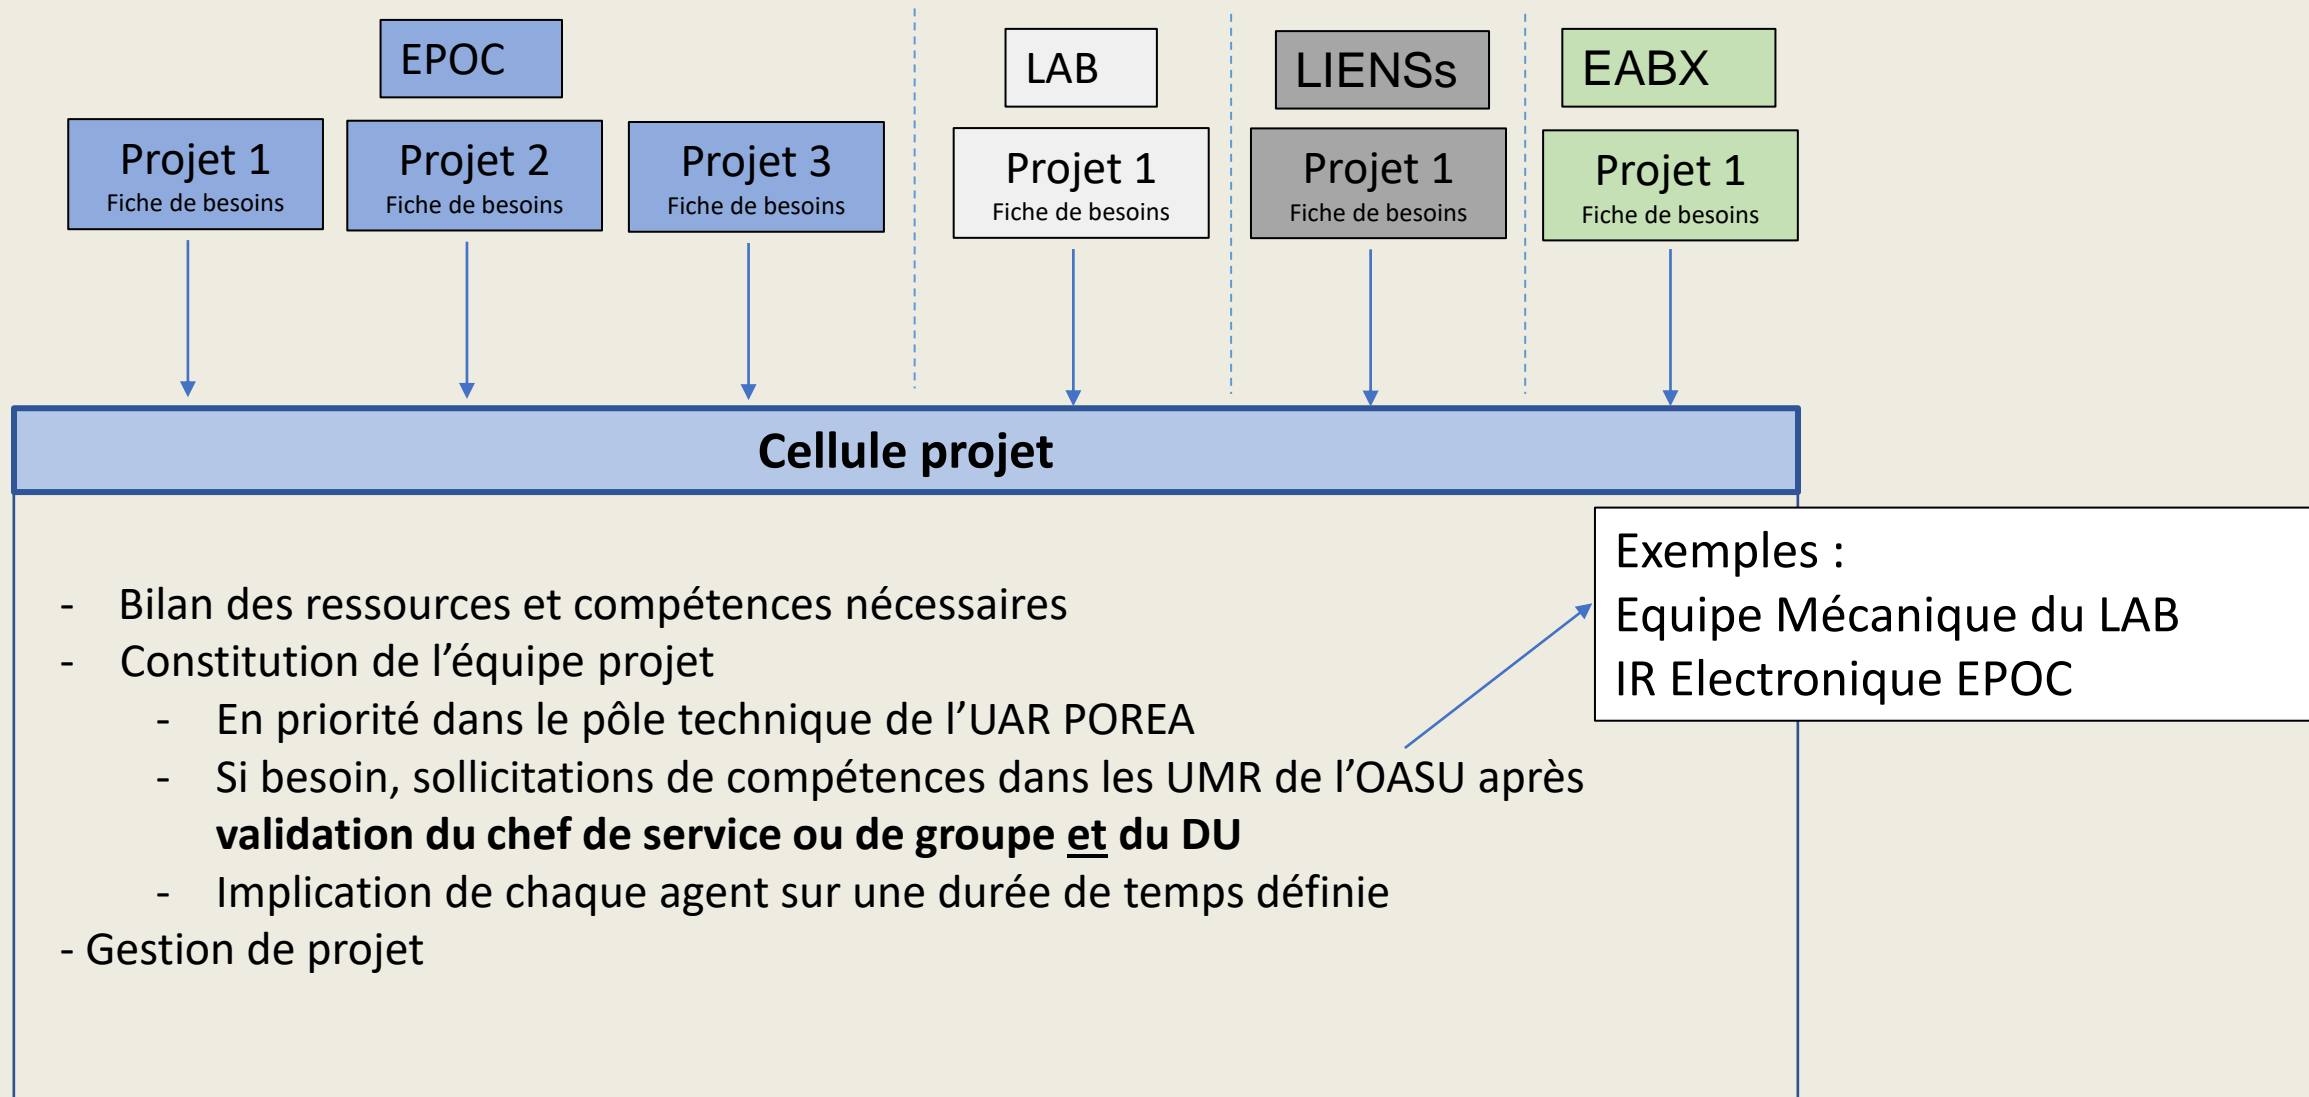 EPOC
LAB
LIENSs
EABX
Projet 1
Fiche de besoins
Projet 2
Fiche de besoins
Projet 3
Fiche de besoins
Projet 1
Fiche de besoins
Projet 1
Fiche de besoins
Projet 1
Fiche de besoins
Cellule projet
- Bilan des ressources et compétences nécessaires
- Constitution de l’équipe projet
- En priorité dans le pôle technique de l’UAR POREA
- Si besoin, sollicitations de compétences dans les UMR de l’OASU après
validation du chef de service ou de groupe et du DU
- Implication de chaque agent sur une durée de temps définie
- Gestion de projet
Exemples :
Equipe Mécanique du LAB
IR Electronique EPOC